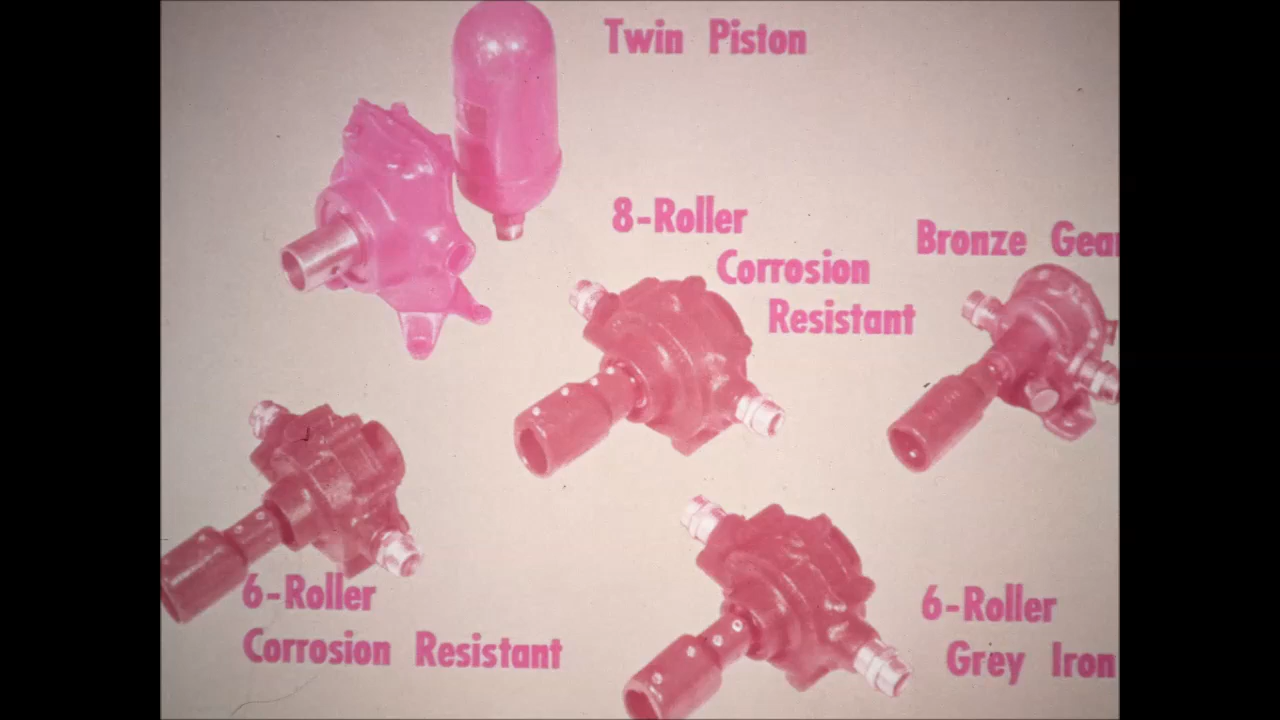 Twin Piston
8-Roller
Corrosion
Resistant
Bronze Gear
6-Roller
Corrosion Resistant
6-Roller
Grey Iron